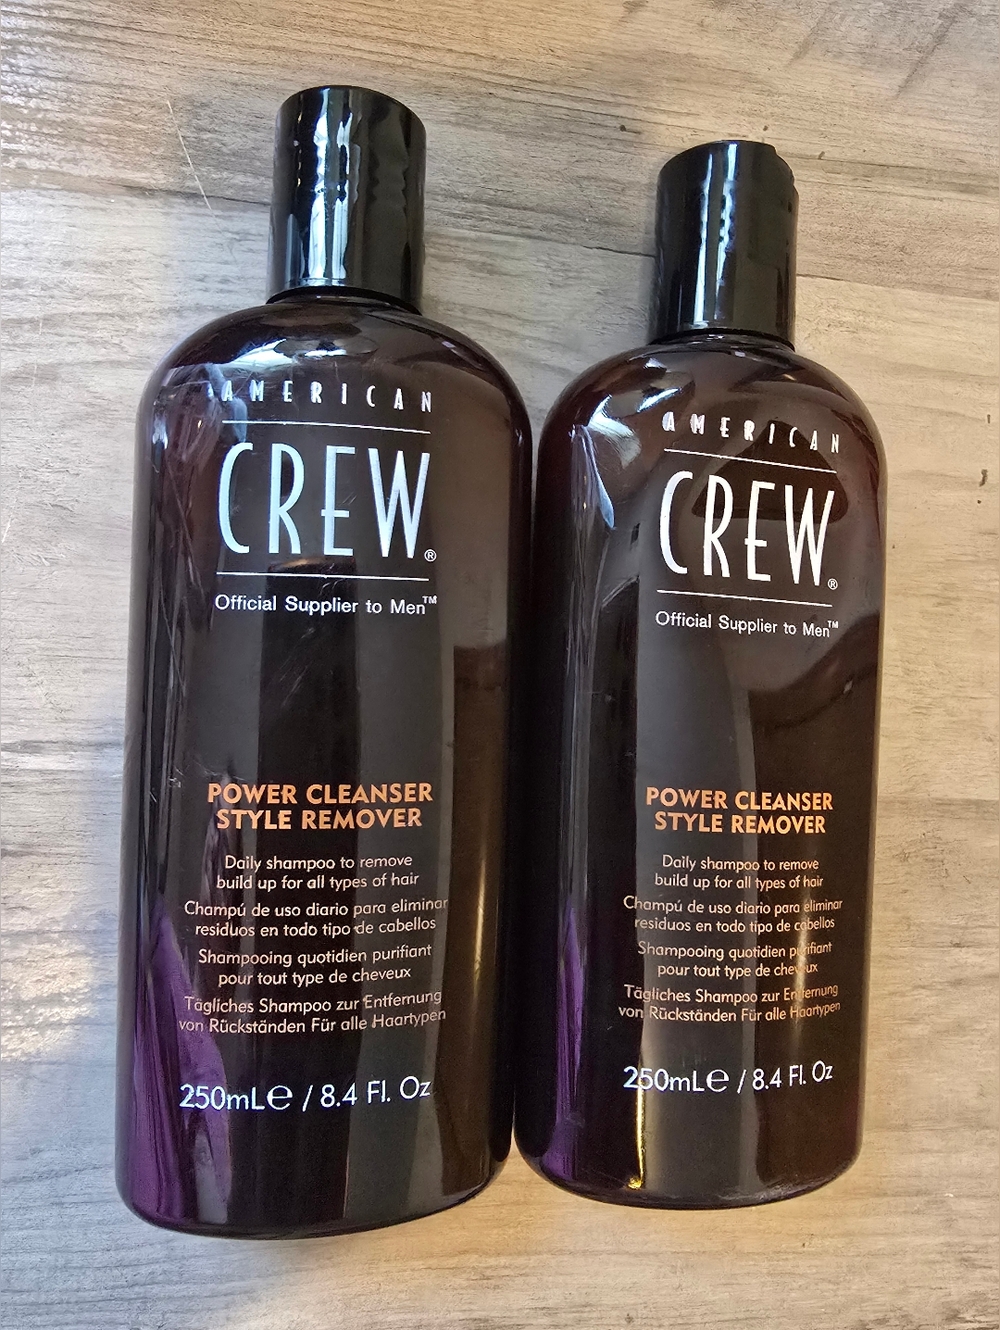 AMERICAN
CREW®
Official Supplier to Men™
POWER CLEANSER
STYLE REMOVER
Daily shampoo to remove
build up for all types of hair
Champú de uso diario para eliminar
residuos en todo tipo de cabellos
Shampooing quotidien purifiant
pour tout type de cheveux
Tägliches Shampoo zur Entfernung
von Rückständen Für alle Haartypen
250mL℮ / 8.4 Fl. Oz
AMERICAN
CREW®
Official Supplier to Men™
POWER CLEANSER
STYLE REMOVER
Daily shampoo to remove
build up for all types of hair
Champú de uso diario para eliminar
residuos en todo tipo de cabellos
Shampooing quotidien purifiant
pour tout type de cheveux
Tägliches Shampoo zur Entfernung
von Rückständen Für alle Haartypen
250mL℮ / 8.4 Fl. Oz